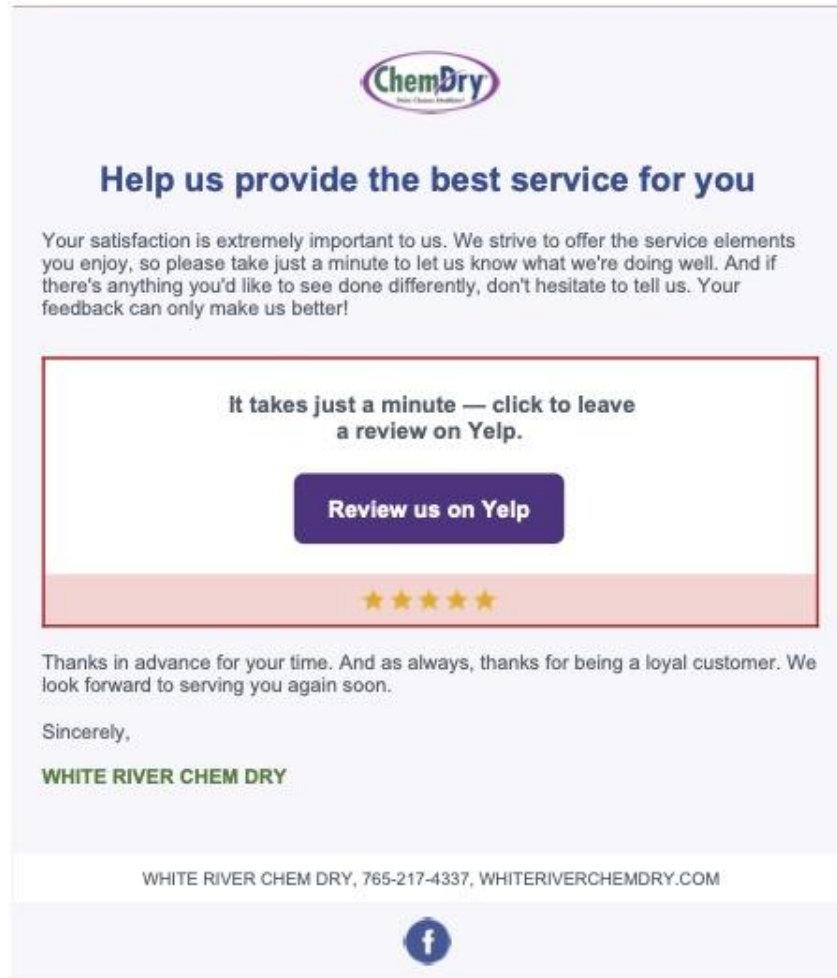 ChemDry
Help us provide the best service for you
Your satisfaction is extremely important to us. We strive to offer the service elements
you enjoy, so please take just a minute to let us know what we're doing well. And if
there's anything you'd like to see done differently, don't hesitate to tell us. Your
feedback can only make us better!
It takes just a minute — click to leave
a review on Yelp.
Review us on Yelp
Thanks in advance for your time. And as always, thanks for being a loyal customer. We
look forward to serving you again soon.
Sincerely,
WHITE RIVER CHEM DRY
WHITE RIVER CHEM DRY, 765-217-4337, WHITERIVERCHEMDRY.COM
f